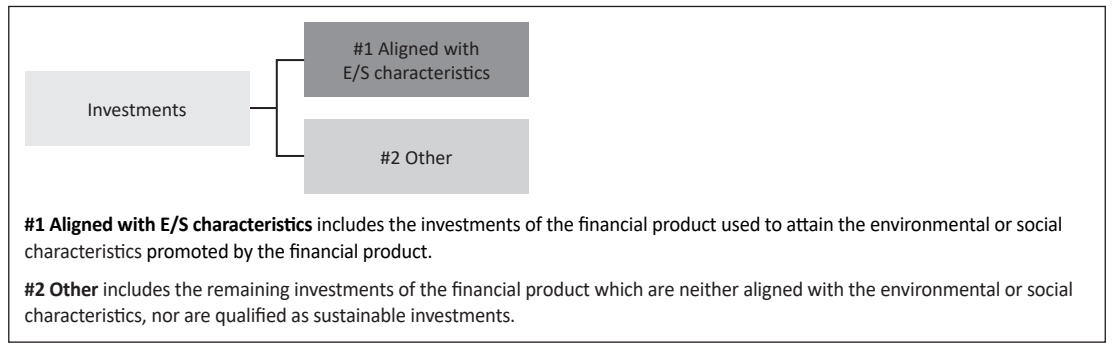 #1 Aligned with
E/S characteristics
Investments
#2 Other
#1 Aligned with E/S characteristics includes the investments of the financial product used to attain the environmental or social
characteristics promoted by the financial product.
#2 Other includes the remaining investments of the financial product which are neither aligned with the environmental or social
characteristics, nor are qualified as sustainable investments.